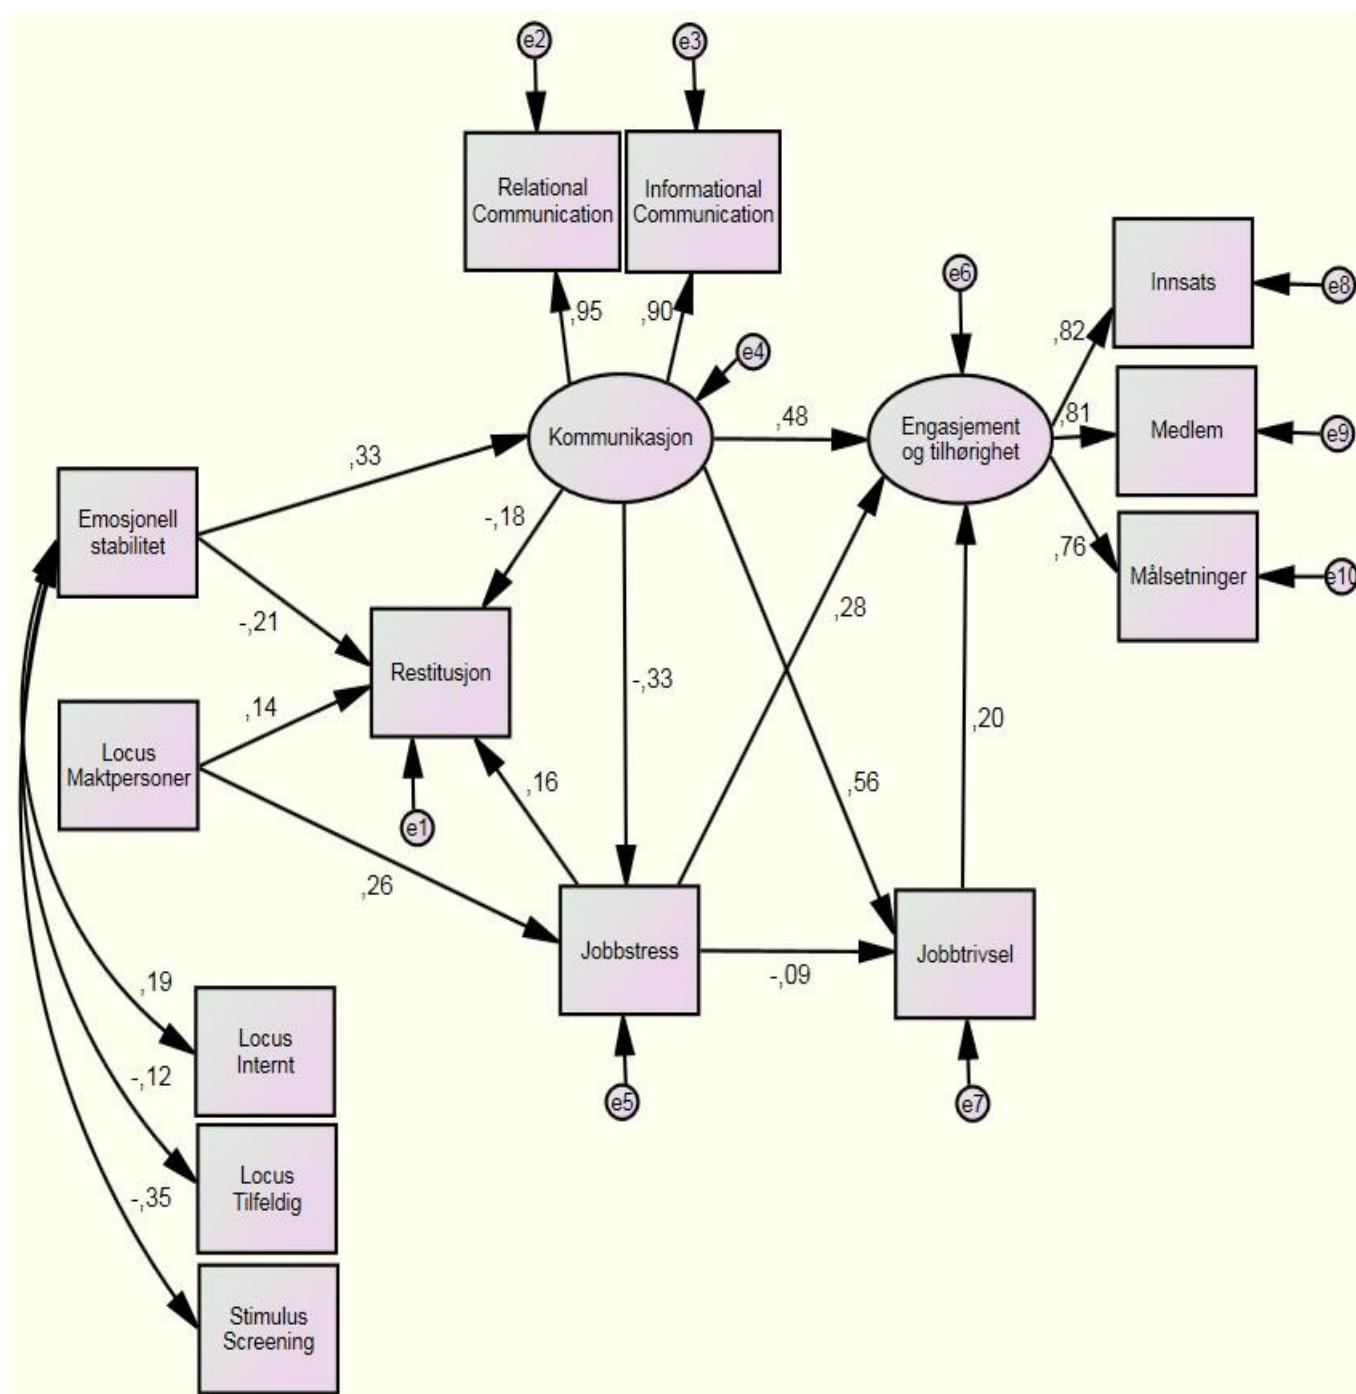 e2
e3
Relational
Communication
Informational
Communication
e6
Innsats
e8
,95
,90
,82
e4
Kommunikasjon
,48
Engasjement
og tilhørighet
,81
Medlem
e9
,33
Emosjonell
stabilitet
-,18
,76
Målsetninger
e10
-,21
,28
Restitusjon
-,33
,14
,20
Locus
Maktpersoner
,16
,56
e1
,26
Jobbstress
-,09
Jobbtrivsel
,19
Locus
Internt
-,12
e5
e7
Locus
Tilfeldig
-,35
Stimulus
Screening